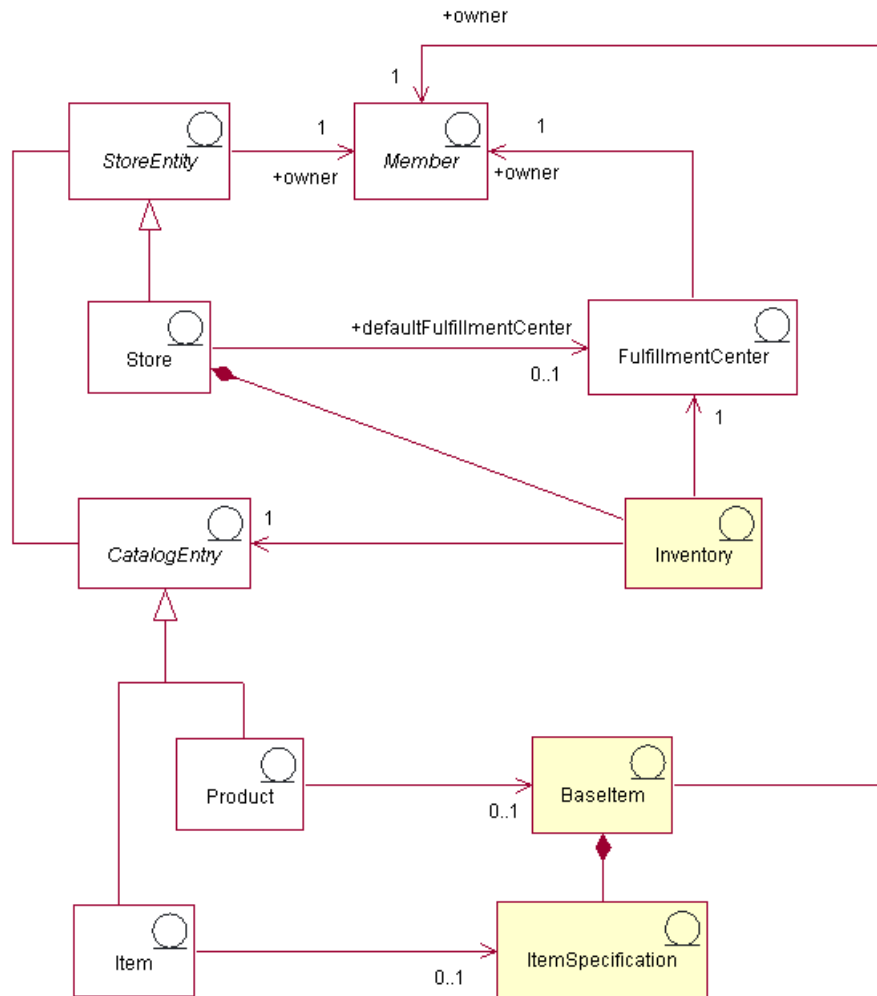 +owner
1
1
1
StoreEntity
Member
+owner
+owner
+defaultFulfillmentCenter
Store
FulfillmentCenter
0..1
1
1
CatalogEntry
Inventory
Product
BaseItem
0..1
Item
ItemSpecification
0..1